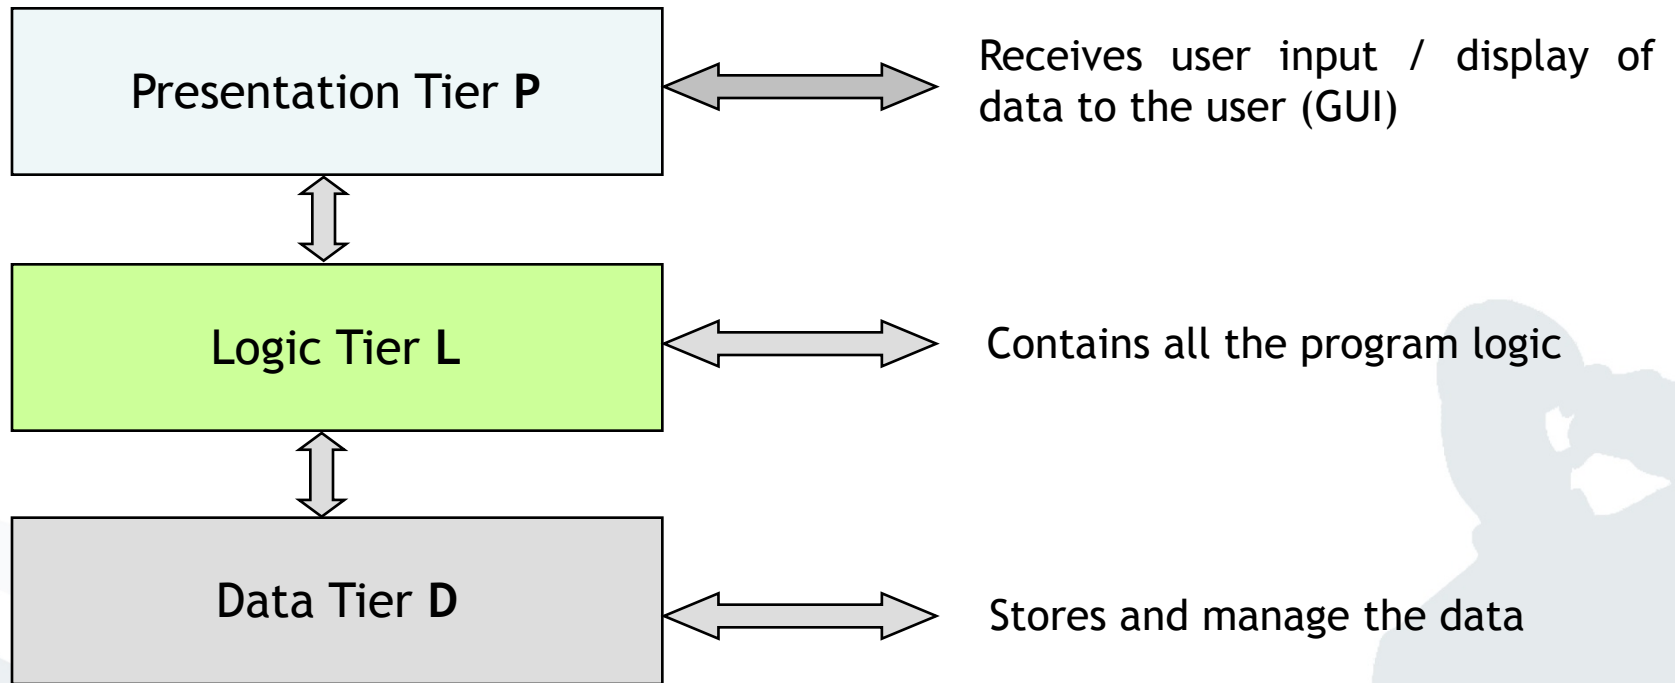 Presentation Tier P
Receives user input / display of
data to the user (GUI)
Logic Tier L
Contains all the program logic
Data Tier D
Stores and manage the data